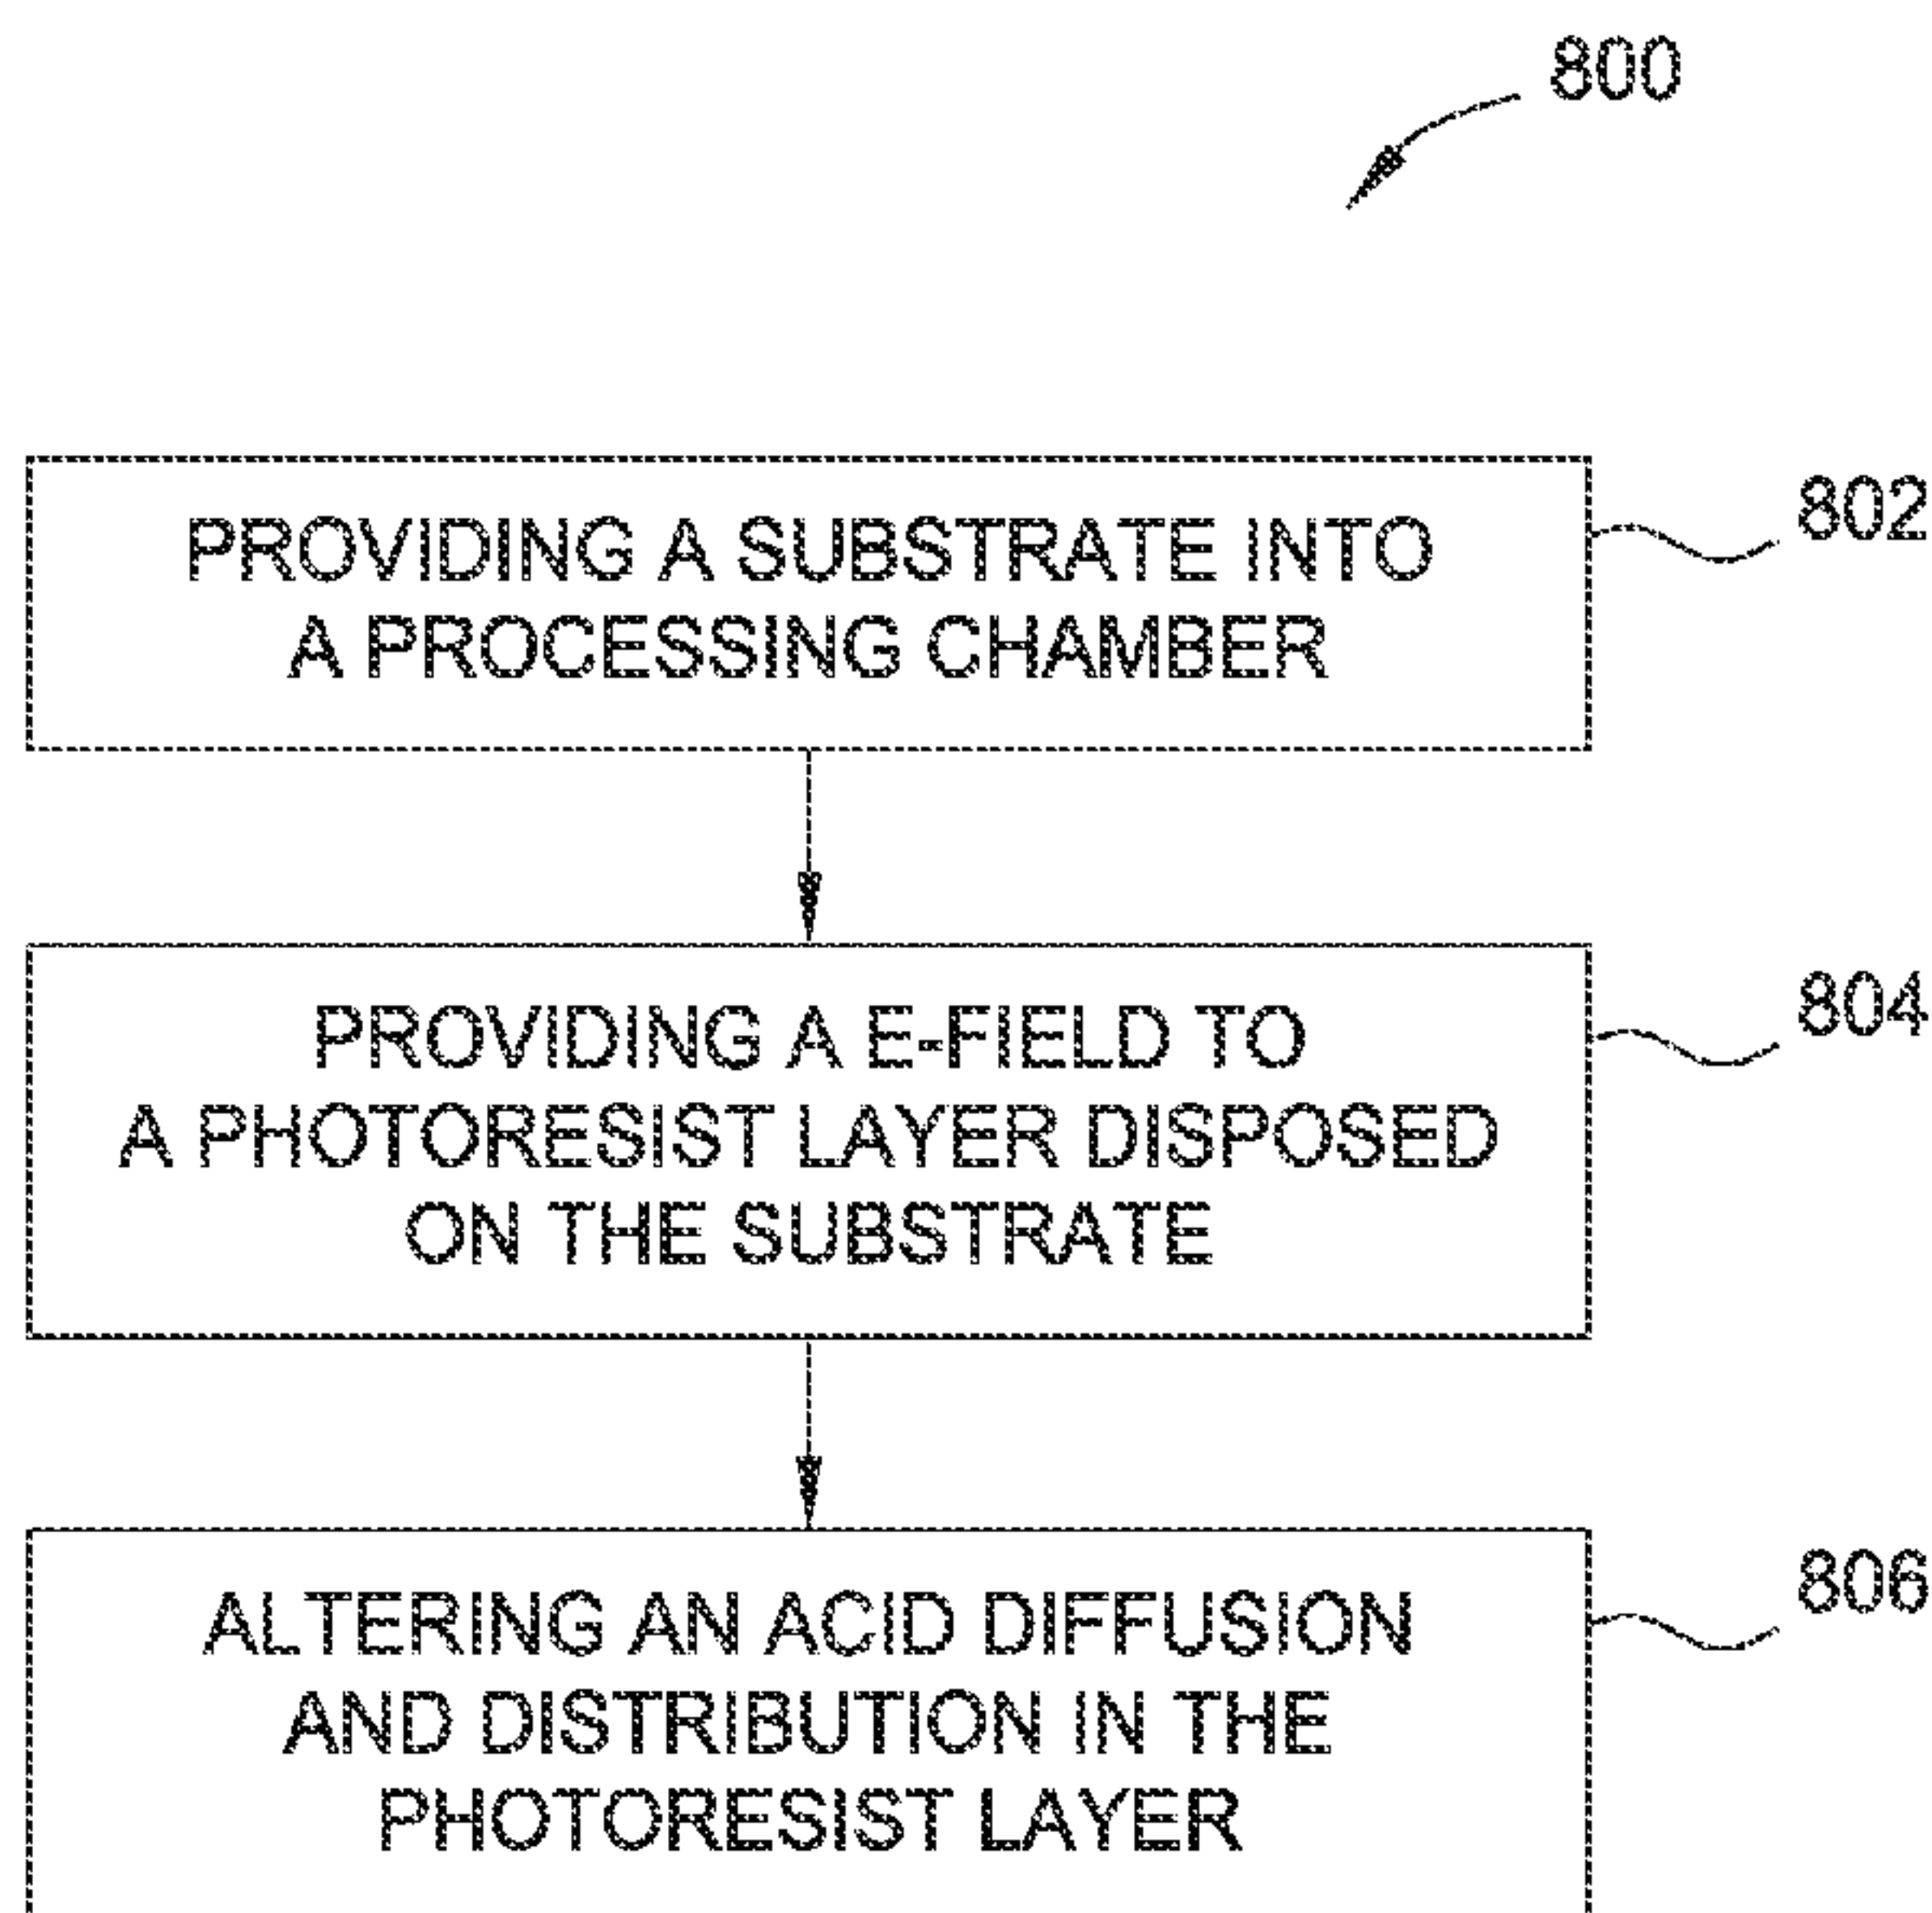 800
802
PROVIDING A SUBSTRATE INTO
A PROCESSING CHAMBER
804
PROVIDING A E-FIELD TO
A PHOTORESIST LAYER DISPOSED
ON THE SUBSTRATE
806
ALTERING AN ACID DIFFUSION
AND DISTRIBUTION IN THE
PHOTORESIST LAYER